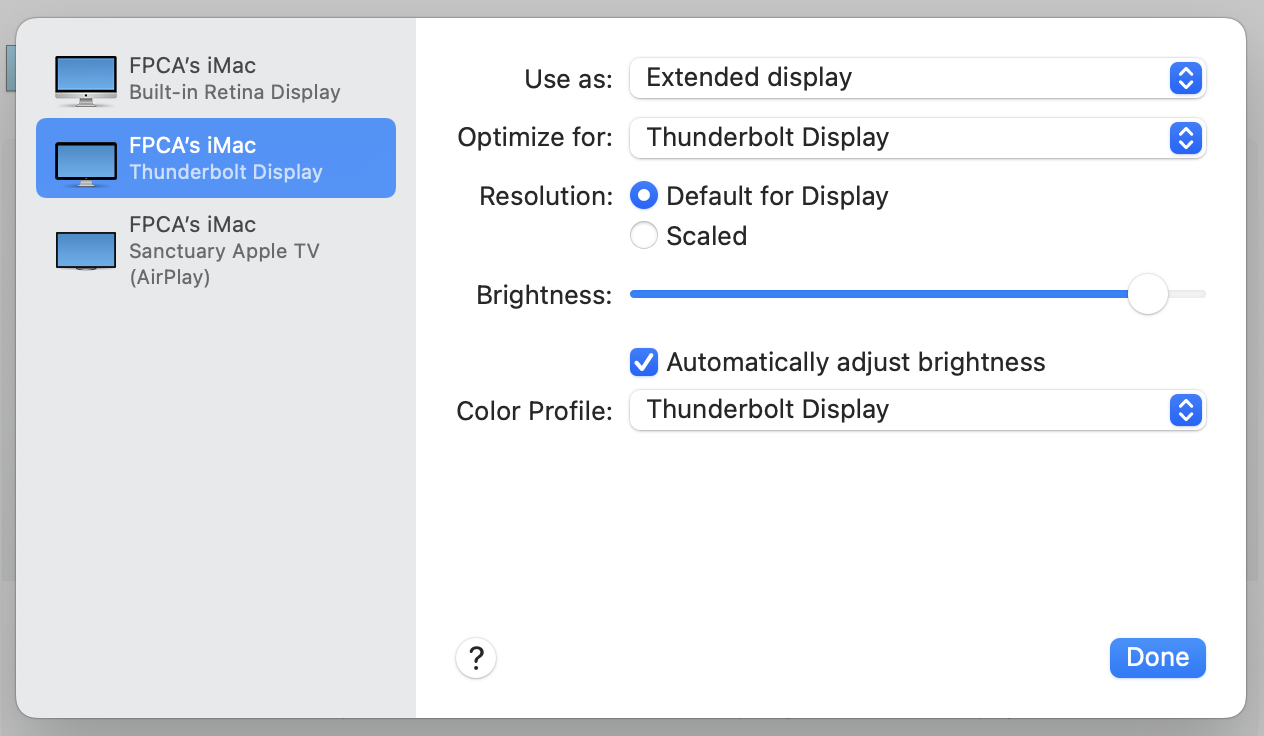 FPCA’s iMac
Built-in Retina Display
FPCA’s iMac
Thunderbolt Display
FPCA’s iMac
Sanctuary Apple TV
(AirPlay)
Use as: Extended display
Optimize for: Thunderbolt Display
Resolution: Default for Display
Scaled
Brightness:
Automatically adjust brightness
Color Profile: Thunderbolt Display
? Done